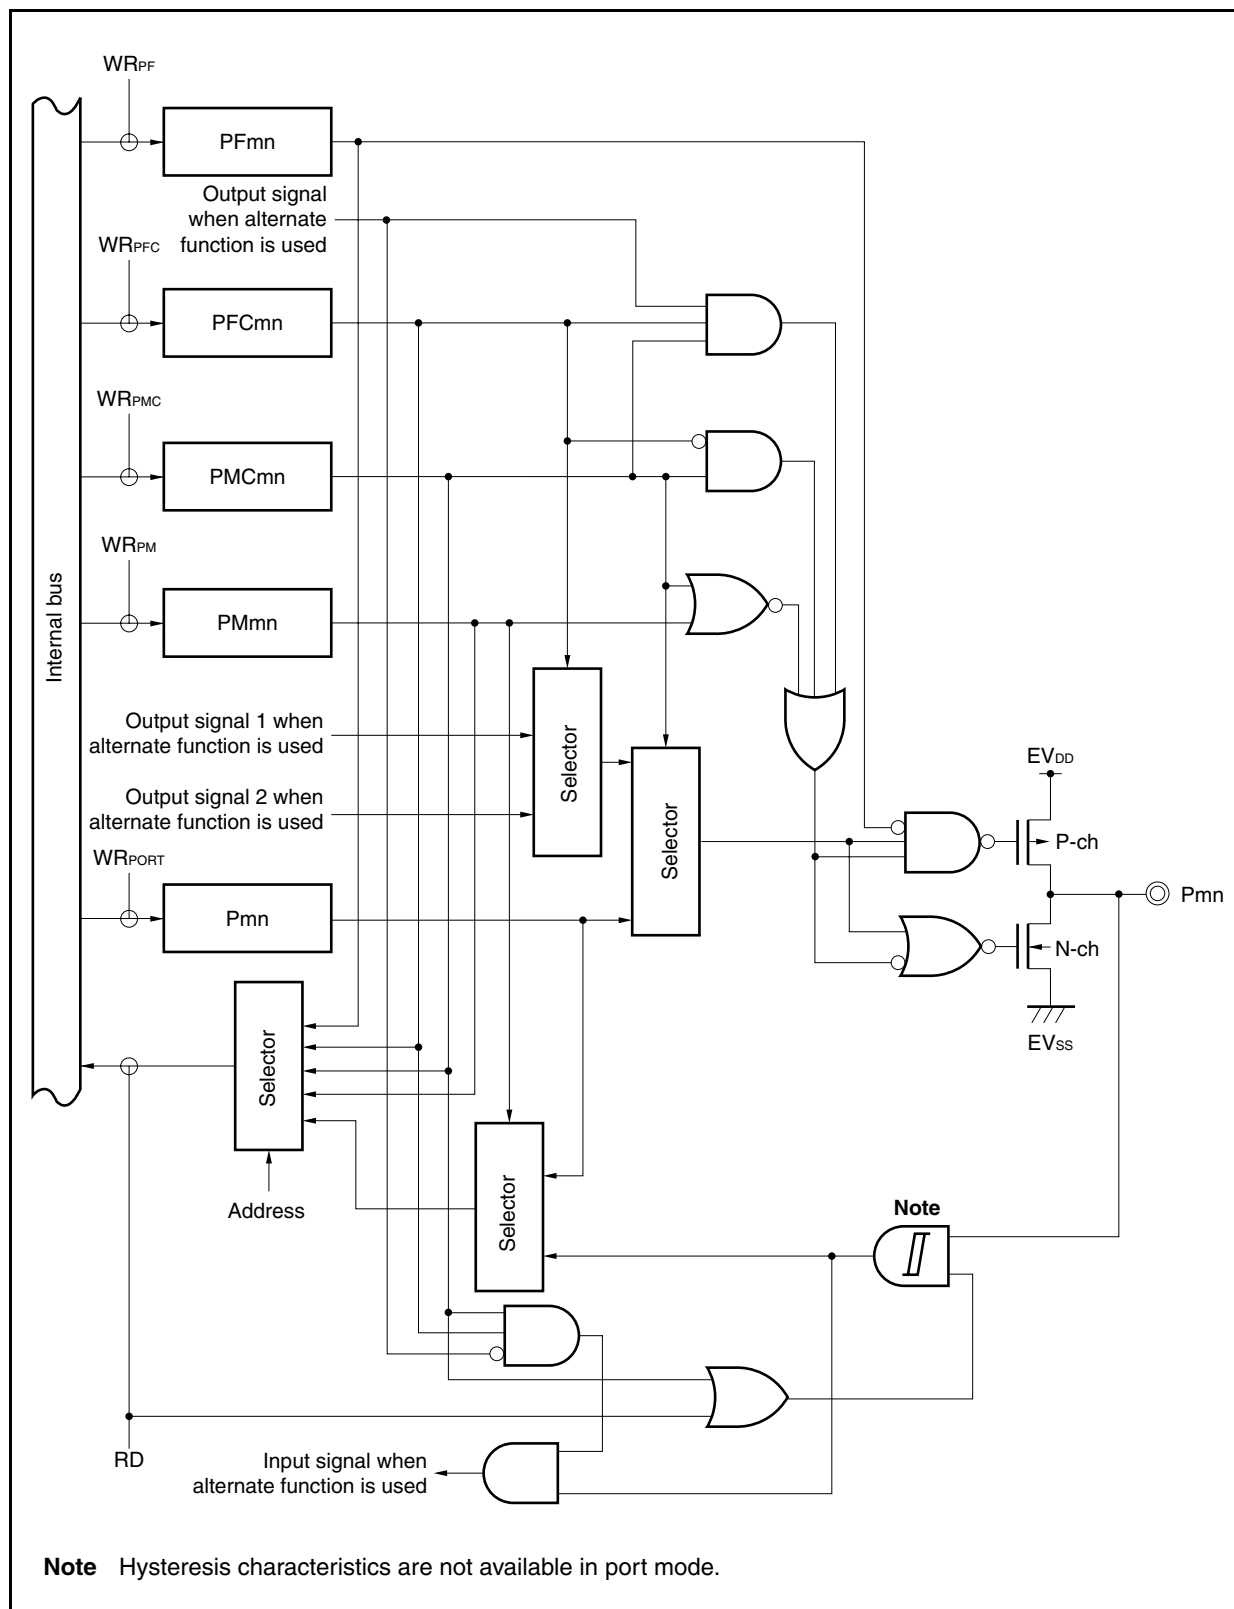 WRPF
PFmn
Output signal
when alternate
function is used
WRPFC
PFCmn
WRPMC
PMCmn
WRPM
PMmn
Internal bus
Output signal 1 when
alternate function is used
Selector
Output signal 2 when
alternate function is used
Selector
EVDD
P-ch
WRPORT
Pmn
Pmn
N-ch
EVSS
Selector
Address
Selector
Note
RD
Input signal when
alternate function is used
Note Hysteresis characteristics are not available in port mode.